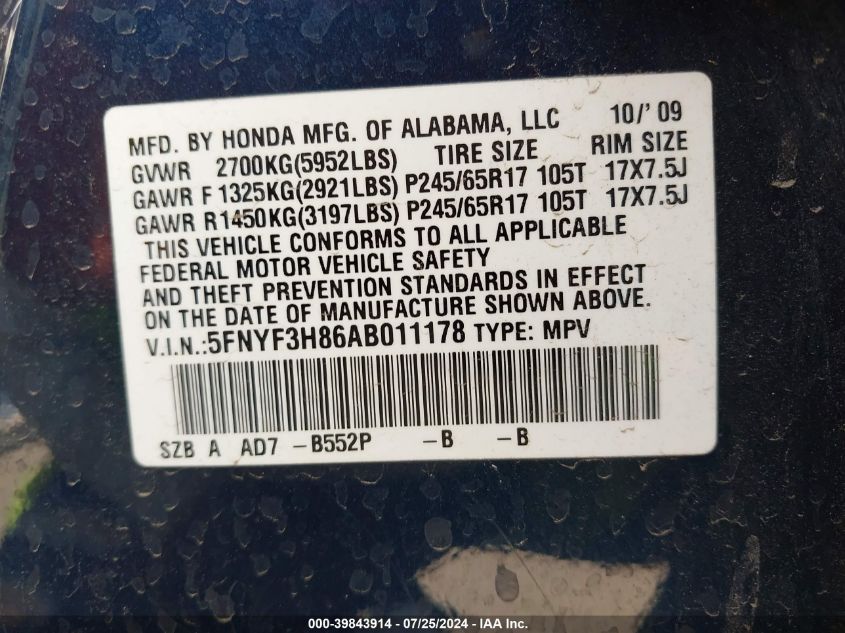 MFD. BY HONDA MFG. OF ALABAMA, LLC 10/'09
GVWR 2700KG(5952LBS) TIRE SIZE RIM SIZE
GAWR F 1325KG(2921LBS) P245/65R17 105T 17X7.5J
GAWR R1450KG(3197LBS) P245/65R17 105T 17X7.5J
THIS VEHICLE CONFORMS TO ALL APPLICABLE
FEDERAL MOTOR VEHICLE SAFETY
AND THEFT PREVENTION STANDARDS IN EFFECT
ON THE DATE OF MANUFACTURE SHOWN ABOVE.
V.I.N.:5FNYF3H86AB011178 TYPE: MPV
SZB A AD7 -B552P -B -B
000-39843914 / 07/25/2024 - IAA Inc.